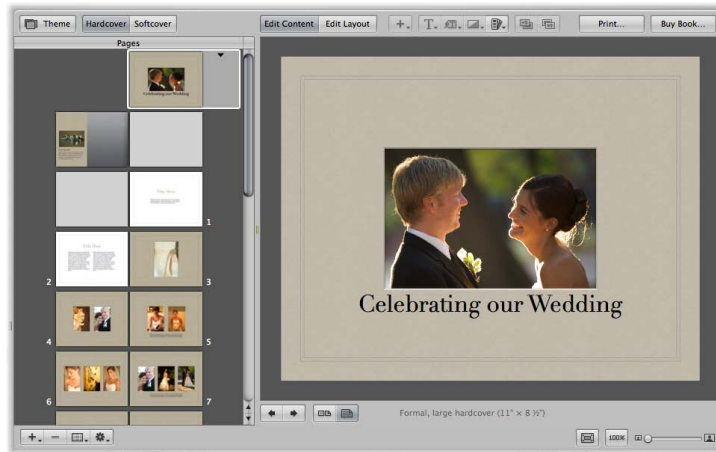 Theme Hardcover Softcover Edit Content Edit Layout Print... Buy Book...
Pages
Celebrating our Wedding
1
2 3
4 5
6 7
Celebrating our Wedding
Formal, large hardcover (11" × 8 ½")
100%